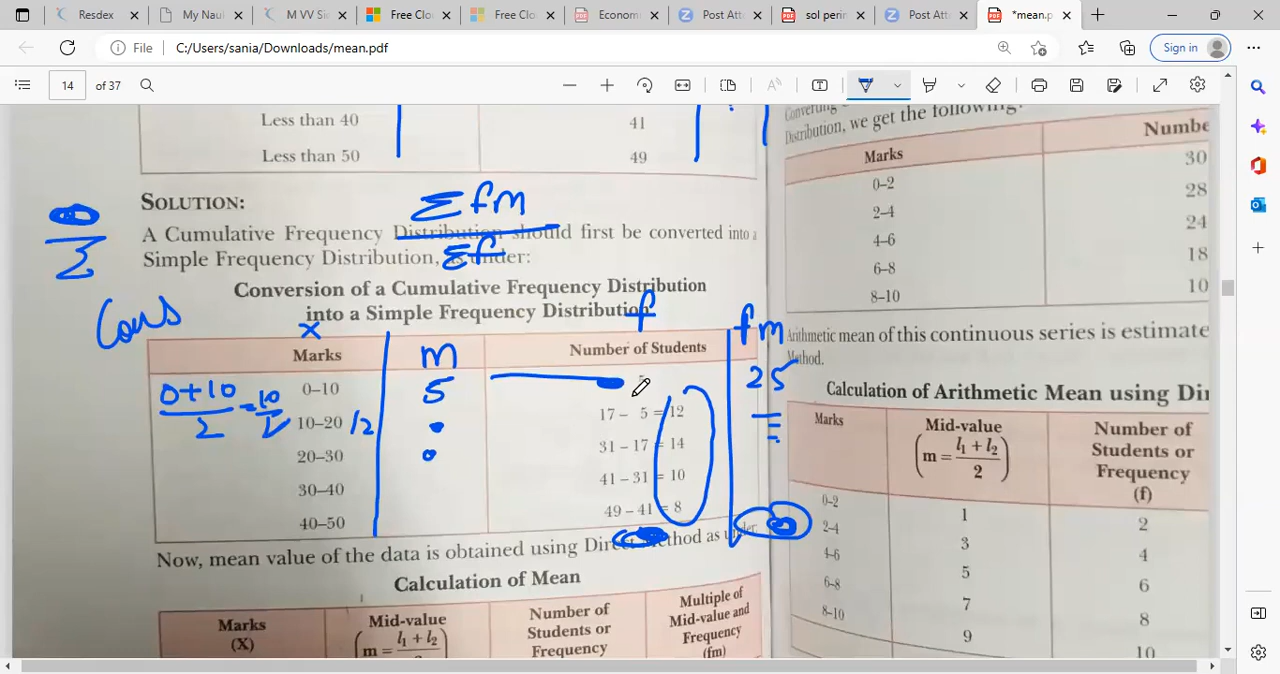 Resdex
My Nauk
M VV Si
Free Clo
Free Clo
Econom
Post Att
sol perin
Post Att
*mean.p
File
C:/Users/sania/Downloads/mean.pdf
Sign in
14 of 37
Less than 40 41
Less than 50 49
SOLUTION:
Σfm
A Cumulative Frequency Distribution should first be converted into a
Simple Frequency Distribution, as under:
Σf
Σ
Conversion of a Cumulative Frequency Distribution
into a Simple Frequency Distribution
Cons
x
f
fm
Marks m Number of Students
0+10/2 = 10/2 0–10 5 5 25
10–20 /2 17 – 5 = 12
20–30 31 – 17 = 14
30–40 41 – 31 = 10
40–50 49 – 41 = 8
Now, mean value of the data is obtained using Direct Method as under:
Calculation of Mean
Marks
(X)
Mid-value
(m = l₁ + l₂
Number of
Students or
Frequency
Multiple of
Mid-value and
Frequency
(fm)
Converting
Distribution, we get the following:
Marks Numbe
0–2 30
2–4 28
4–6 24
6–8 18
8–10 10
Arithmetic mean of this continuous series is estimate
Method.
Calculation of Arithmetic Mean using Di
Marks
Mid-value
(m = l₁ + l₂ / 2)
Number of
Students or
Frequency
(f)
0–2 1 2
2–4 3 4
4–6 5 6
6–8 7 8
8–10 9 10